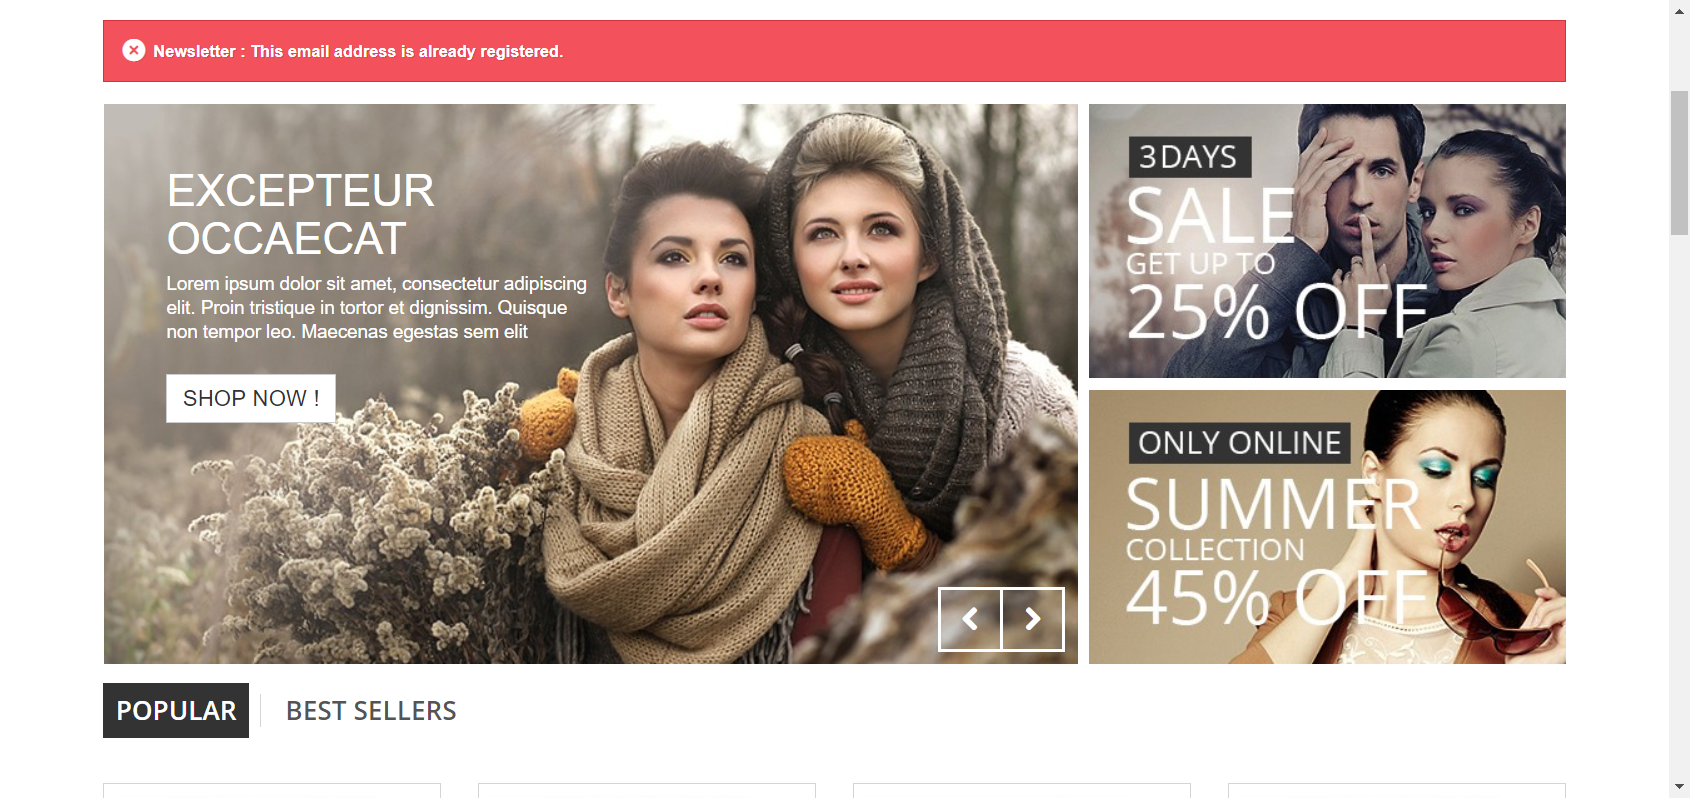 Newsletter : This email address is already registered.
EXCEPTEUR
OCCAECAT
Lorem ipsum dolor sit amet, consectetur adipiscing
elit. Proin tristique in tortor et dignissim. Quisque
non tempor leo. Maecenas egestas sem elit
SHOP NOW !
3 DAYS
SALE
GET UP TO
25% OFF
ONLY ONLINE
SUMMER
COLLECTION
45% OFF
POPULAR
BEST SELLERS